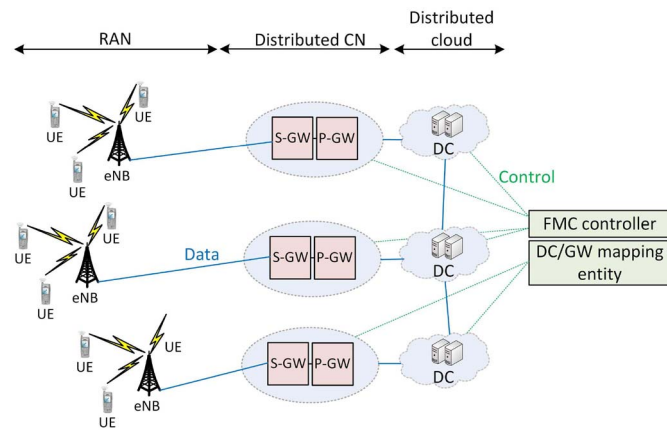 RAN
Distributed CN
Distributed
cloud
UE
UE
UE
eNB
S-GW
P-GW
DC
Control
UE
UE
UE
eNB
Data
S-GW
P-GW
DC
FMC controller
DC/GW mapping
entity
UE
UE
UE
eNB
S-GW
P-GW
DC